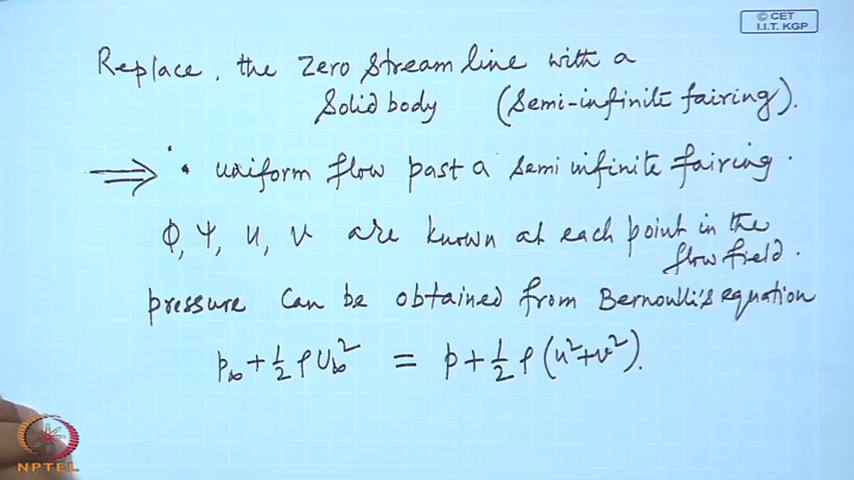 © CET
I.I.T. KGP
Replace, the zero stream line with a
Solid body (Semi-infinite fairing).
⟹ • uniform flow past a semi infinite fairing.
φ, ψ, u, v are known at each point in the
flow field.
pressure can be obtained from Bernoulli's equation
p∞ + 1/2 ρ U∞² = p + 1/2 ρ (u² + v²).
NPTEL